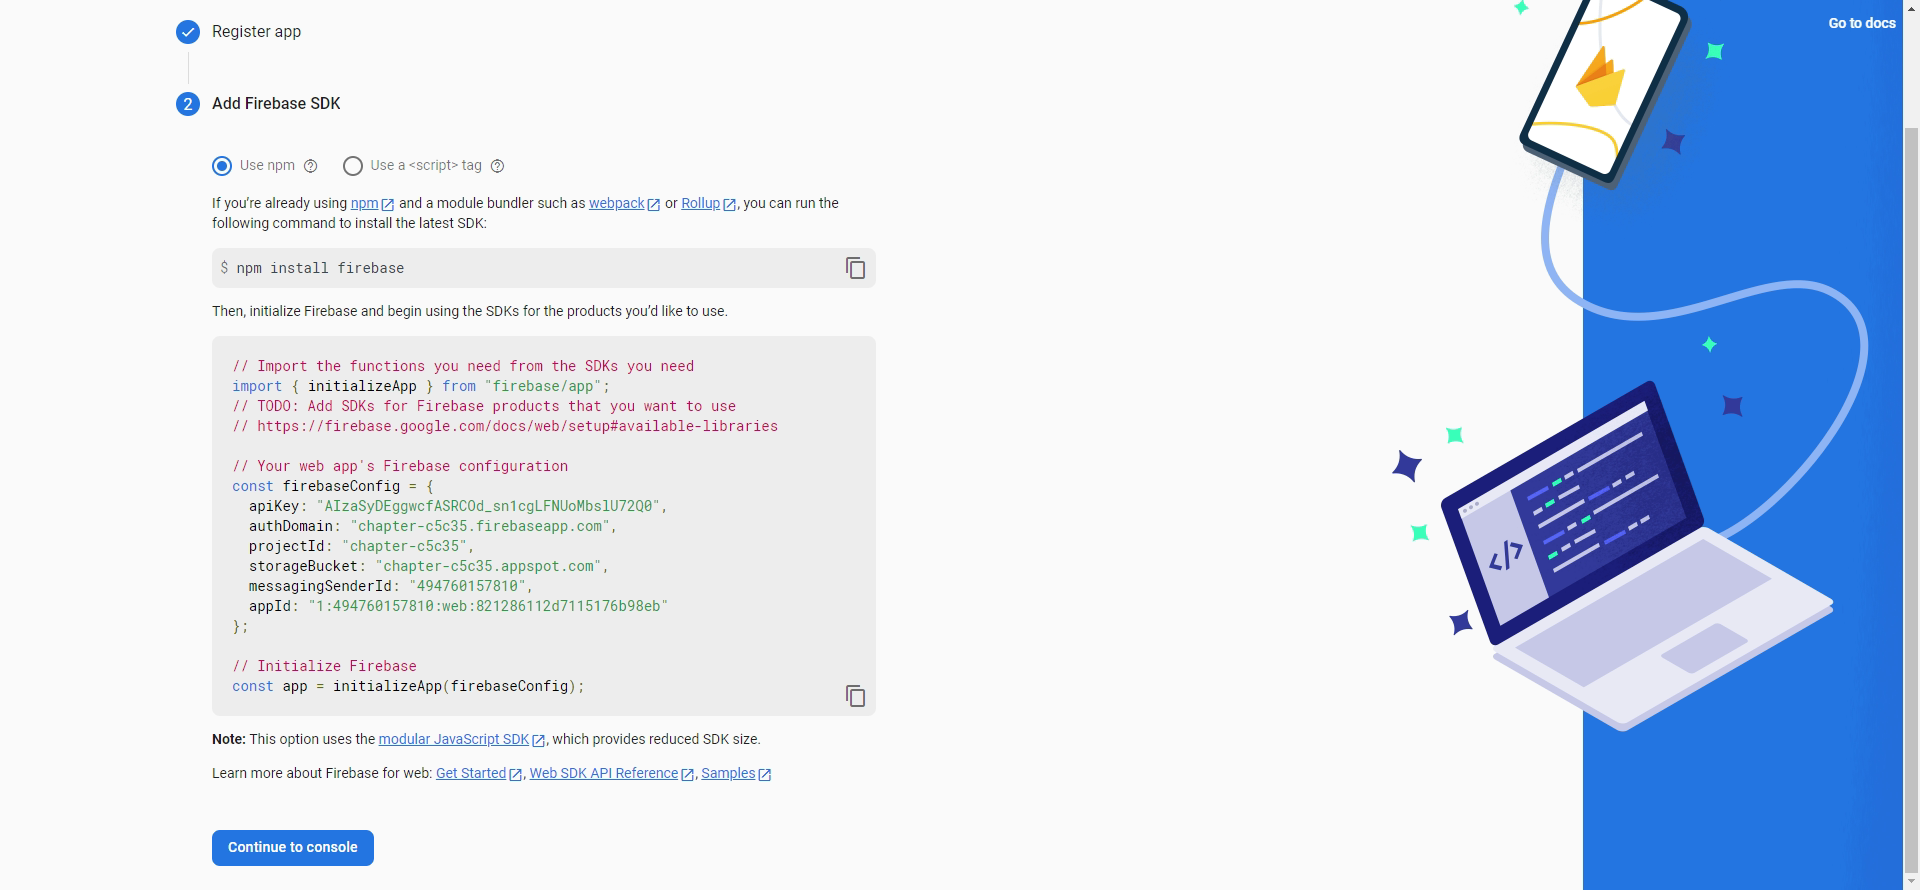 Go to docs
Register app
2 Add Firebase SDK
Use npm Use a <script> tag
If you're already using npm and a module bundler such as webpack or Rollup, you can run the
following command to install the latest SDK:
$ npm install firebase
Then, initialize Firebase and begin using the SDKs for the products you'd like to use.
// Import the functions you need from the SDKs you need
import { initializeApp } from "firebase/app";
// TODO: Add SDKs for Firebase products that you want to use
// https://firebase.google.com/docs/web/setup#available-libraries
// Your web app's Firebase configuration
const firebaseConfig = {
apiKey: "AIzaSyDEggwcfASRCOd_sn1cgLFNUoMbslU72Q0",
authDomain: "chapter-c5c35.firebaseapp.com",
projectId: "chapter-c5c35",
storageBucket: "chapter-c5c35.appspot.com",
messagingSenderId: "494760157810",
appId: "1:494760157810:web:821286112d7115176b98eb"
};
// Initialize Firebase
const app = initializeApp(firebaseConfig);
Note: This option uses the modular JavaScript SDK, which provides reduced SDK size.
Learn more about Firebase for web: Get Started, Web SDK API Reference, Samples
Continue to console